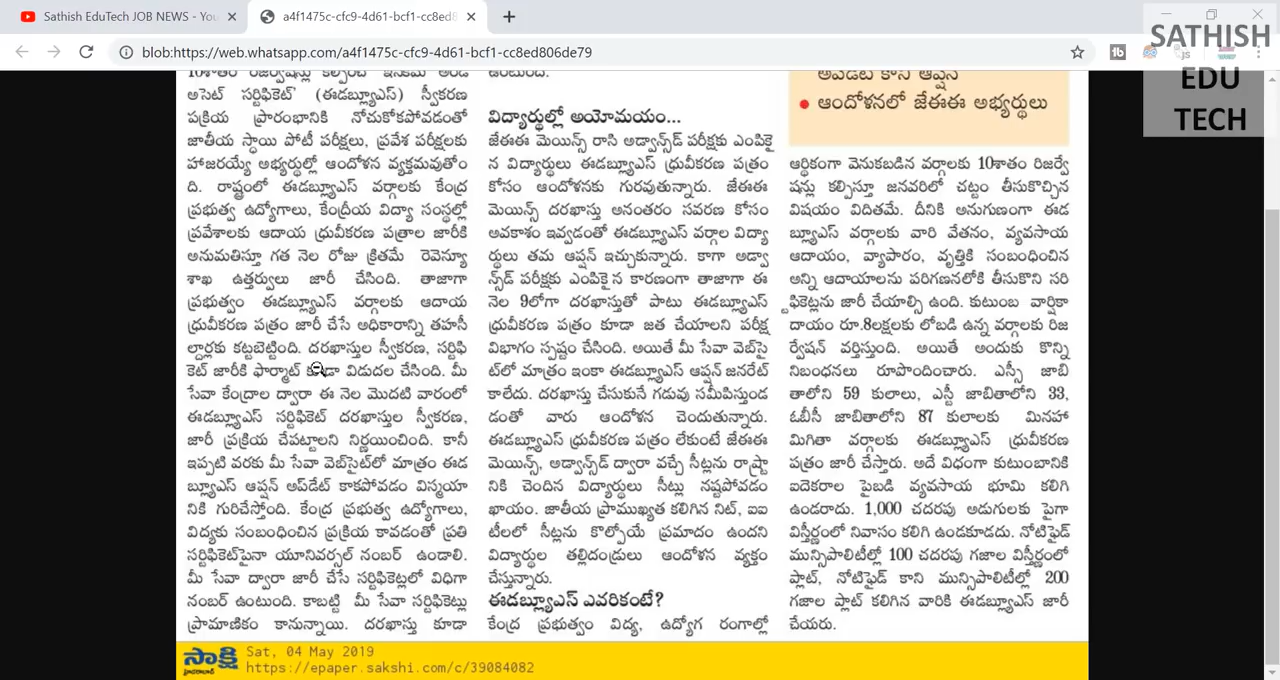 Sathish EduTech JOB NEWS - You
a4f1475c-cfc9-4d61-bcf1-cc8ed8
blob:https://web.whatsapp.com/a4f1475c-cfc9-4d61-bcf1-cc8ed806de79
SATHISH
EDU
TECH
10శాతం రిజర్వేషన్లు కల్పించే 'ఇన్‌కమ్ అండ్
అసెట్ సర్టిఫికెట్' (ఈడబ్ల్యూఎస్) స్వీకరణ
ప్రక్రియ ప్రారంభానికి నోచుకోకపోవడంతో
జాతీయ స్థాయి పోటీ పరీక్షలు, ప్రవేశ పరీక్షలకు
హాజరయ్యే అభ్యర్థుల్లో ఆందోళన వ్యక్తమవుతోం
ది. రాష్ట్రంలో ఈడబ్ల్యూఎస్ వర్గాలకు కేంద్ర
ప్రభుత్వ ఉద్యోగాలు, కేంద్రీయ విద్యా సంస్థల్లో
ప్రవేశాలకు ఆదాయ ధ్రువీకరణ పత్రాల జారీకి
అనుమతిస్తూ గత నెల రోజు క్రితమే రెవెన్యూ
శాఖ ఉత్తర్వులు జారీ చేసింది. తాజాగా
ప్రభుత్వం ఈడబ్ల్యూఎస్ వర్గాలకు ఆదాయ
ధ్రువీకరణ పత్రం జారీ చేసే అధికారాన్ని తహసీ
ల్దార్లకు కట్టబెట్టింది. దరఖాస్తుల స్వీకరణ, సర్టిఫి
కెట్ జారీకి ఫార్మాట్ కూడా విడుదల చేసింది. మీ
సేవా కేంద్రాల ద్వారా ఈ నెల మొదటి వారంలో
ఈడబ్ల్యూఎస్ సర్టిఫికెట్ దరఖాస్తుల స్వీకరణ,
జారీ ప్రక్రియ చేపట్టాలని నిర్ణయించింది. కానీ
ఇప్పటి వరకు మీ సేవా వెబ్‌సైట్‌లో మాత్రం ఈడ
బ్ల్యూఎస్ ఆప్షన్ అప్‌డేట్ కాకపోవడం విస్మయా
నికి గురిచేస్తోంది. కేంద్ర ప్రభుత్వ ఉద్యోగాలు,
విద్యకు సంబంధించిన ప్రక్రియ కావడంతో ప్రతి
సర్టిఫికెట్‌పైనా యూనివర్సల్ నంబర్ ఉండాలి.
మీ సేవా ద్వారా జారీ చేసే సర్టిఫికెట్లలో విధిగా
నంబర్ ఉంటుంది. కాబట్టి మీ సేవా సర్టిఫికెట్లు
ప్రామాణికం కానున్నాయి. దరఖాస్తు కూడా
ఉంటుంది.
విద్యార్థుల్లో అయోమయం...
జేఈఈ మెయిన్స్ రాసి అడ్వాన్స్‌డ్ పరీక్షకు ఎంపికై
న విద్యార్థులు ఈడబ్ల్యూఎస్ ధ్రువీకరణ పత్రం
కోసం ఆందోళనకు గురవుతున్నారు. జేఈఈ
మెయిన్స్ దరఖాస్తు అనంతరం సవరణ కోసం
అవకాశం ఇవ్వడంతో ఈడబ్ల్యూఎస్ వర్గాల విద్యా
ర్థులు తమ ఆప్షన్ ఇచ్చుకున్నారు. కాగా అడ్వా
న్స్‌డ్ పరీక్షకు ఎంపికైన కారణంగా తాజాగా ఈ
నెల 9లోగా దరఖాస్తుతో పాటు ఈడబ్ల్యూఎస్
ధ్రువీకరణ పత్రం కూడా జత చేయాలని పరీక్ష
విభాగం స్పష్టం చేసింది. అయితే మీ సేవా వెబ్‌సై
ట్‌లో మాత్రం ఇంకా ఈడబ్ల్యూఎస్ ఆప్షన్ జనరేట్
కాలేదు. దరఖాస్తు చేసుకునే గడువు సమీపిస్తుండ
డంతో వారు ఆందోళన చెందుతున్నారు.
ఈడబ్ల్యూఎస్ ధ్రువీకరణ పత్రం లేకుంటే జేఈఈ
మెయిన్స్, అడ్వాన్స్‌డ్ ద్వారా వచ్చే సీట్లను రాష్ట్రా
నికి చెందిన విద్యార్థులు సీట్లు నష్టపోవడం
ఖాయం. జాతీయ ప్రాముఖ్యత కలిగిన నిట్, ఐఐ
టీలలో సీట్లను కోల్పోయే ప్రమాదం ఉందని
విద్యార్థుల తల్లిదండ్రులు ఆందోళన వ్యక్తం
చేస్తున్నారు.
ఈడబ్ల్యూఎస్ ఎవరికంటే?
కేంద్ర ప్రభుత్వం విద్య, ఉద్యోగ రంగాల్లో
అప్‌డేట్ కాని ఆప్షన్
• ఆందోళనలో జేఈఈ అభ్యర్థులు
ఆర్థికంగా వెనుకబడిన వర్గాలకు 10శాతం రిజర్వే
షన్లు కల్పిస్తూ జనవరిలో చట్టం తీసుకొచ్చిన
విషయం విదితమే. దీనికి అనుగుణంగా ఈడ
బ్ల్యూఎస్ వర్గాలకు వారి వేతనం, వ్యవసాయ
ఆదాయం, వ్యాపారం, వృత్తికి సంబంధించిన
అన్ని ఆదాయాలను పరిగణనలోకి తీసుకొని సరి
్టఫికెట్లను జారీ చేయాల్సి ఉంది. కుటుంబ వార్షికా
దాయం రూ.8లక్షలకు లోబడి ఉన్న వర్గాలకు రిజ
ర్వేషన్ వర్తిస్తుంది. అయితే అందుకు కొన్ని
నిబంధనలు రూపొందించారు. ఎస్సీ జాబి
తాలోని 59 కులాలు, ఎస్టీ జాబితాలోని 33,
ఓబీసీ జాబితాలోని 87 కులాలకు మినహా
మిగితా వర్గాలకు ఈడబ్ల్యూఎస్ ధ్రువీకరణ
పత్రం జారీ చేస్తారు. అదే విధంగా కుటుంబానికి
ఐదెకరాల పైబడి వ్యవసాయ భూమి కలిగి
ఉండరాదు. 1,000 చదరపు అడుగులకు పైగా
విస్తీర్ణంలో నివాసం కలిగి ఉండకూడదు. నోటిఫైడ్
మున్సిపాలిటీల్లో 100 చదరపు గజాల విస్తీర్ణంలో
ప్లాట్, నోటిఫైడ్ కాని మున్సిపాలిటీల్లో 200
గజాల ప్లాట్ కలిగిన వారికి ఈడబ్ల్యూఎస్ జారీ
చేయరు.
సాక్షి
Sat, 04 May 2019
https://epaper.sakshi.com/c/39084082